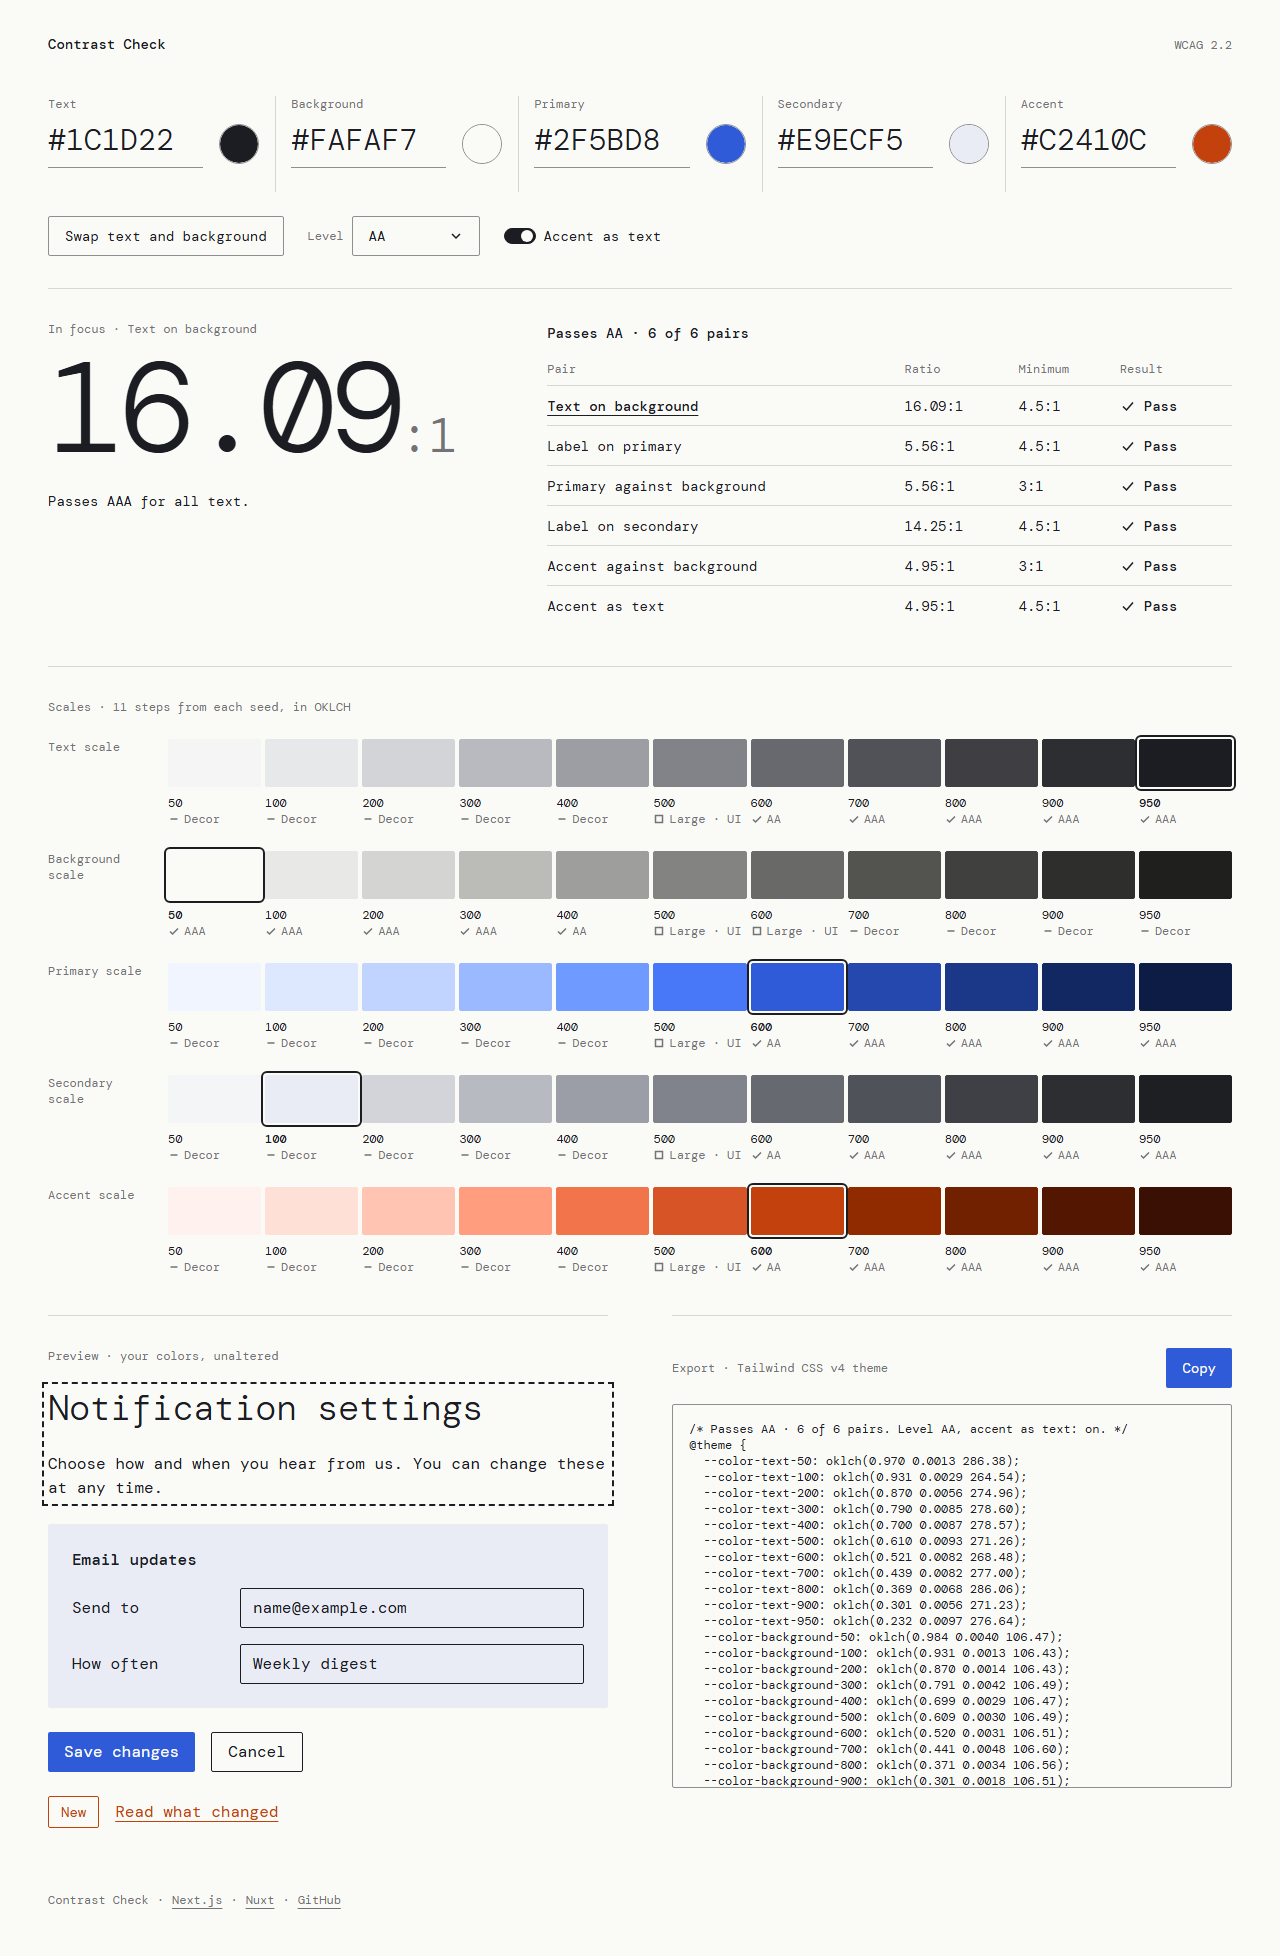 Contrast Check
WCAG 2.2
Text
Background
Primary
Secondary
Accent
#1C1D22
#FAFAF7
#2F5BD8
#E9ECF5
#C2410C
Swap text and background
Level
AA
Accent as text
In focus · Text on background
16.09:1
Passes AAA for all text.
Passes AA · 6 of 6 pairs
Pair Ratio Minimum Result
Text on background 16.09:1 4.5:1 Pass
Label on primary 5.56:1 4.5:1 Pass
Primary against background 5.56:1 3:1 Pass
Label on secondary 14.25:1 4.5:1 Pass
Accent against background 4.95:1 3:1 Pass
Accent as text 4.95:1 4.5:1 Pass
Scales · 11 steps from each seed, in OKLCH
Text scale
50 100 200 300 400 500 600 700 800 900 950
Decor Decor Decor Decor Decor Large · UI AA AAA AAA AAA AAA
Background
scale
50 100 200 300 400 500 600 700 800 900 950
AAA AAA AAA AAA AA Large · UI Large · UI Decor Decor Decor Decor
Primary scale
50 100 200 300 400 500 600 700 800 900 950
Decor Decor Decor Decor Decor Large · UI AA AAA AAA AAA AAA
Secondary
scale
50 100 200 300 400 500 600 700 800 900 950
Decor Decor Decor Decor Decor Large · UI AA AAA AAA AAA AAA
Accent scale
50 100 200 300 400 500 600 700 800 900 950
Decor Decor Decor Decor Decor Large · UI AA AAA AAA AAA AAA
Preview · your colors, unaltered
Notification settings
Choose how and when you hear from us. You can change these
at any time.
Email updates
Send to
name@example.com
How often
Weekly digest
Save changes
Cancel
New
Read what changed
Export · Tailwind CSS v4 theme
Copy
/* Passes AA · 6 of 6 pairs. Level AA, accent as text: on. */
@theme {
--color-text-50: oklch(0.970 0.0013 286.38);
--color-text-100: oklch(0.931 0.0029 264.54);
--color-text-200: oklch(0.870 0.0056 274.96);
--color-text-300: oklch(0.790 0.0085 278.60);
--color-text-400: oklch(0.700 0.0087 278.57);
--color-text-500: oklch(0.610 0.0093 271.26);
--color-text-600: oklch(0.521 0.0082 268.48);
--color-text-700: oklch(0.439 0.0082 277.00);
--color-text-800: oklch(0.369 0.0068 286.06);
--color-text-900: oklch(0.301 0.0056 271.23);
--color-text-950: oklch(0.232 0.0097 276.64);
--color-background-50: oklch(0.984 0.0040 106.47);
--color-background-100: oklch(0.931 0.0013 106.43);
--color-background-200: oklch(0.870 0.0014 106.43);
--color-background-300: oklch(0.791 0.0042 106.49);
--color-background-400: oklch(0.699 0.0029 106.47);
--color-background-500: oklch(0.609 0.0030 106.49);
--color-background-600: oklch(0.520 0.0031 106.51);
--color-background-700: oklch(0.441 0.0048 106.60);
--color-background-800: oklch(0.371 0.0034 106.56);
--color-background-900: oklch(0.301 0.0018 106.51);
Contrast Check · Next.js · Nuxt · GitHub